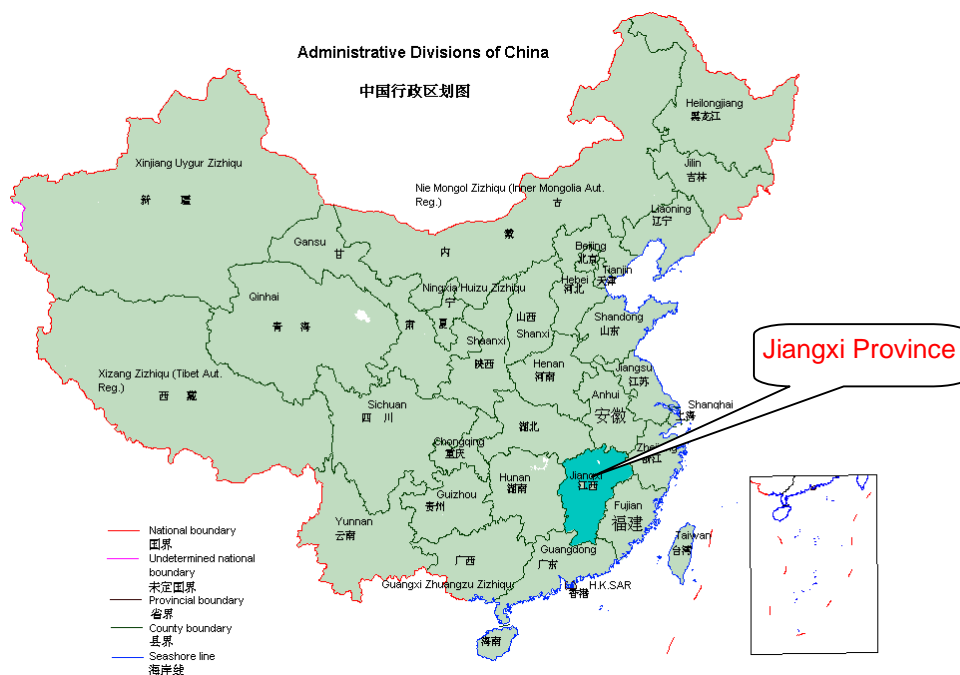 Administrative Divisions of China
中国行政区划图
Heilongjiang
黑龙江
Jilin
吉林
Xinjiang Uygur Zizhiqu
新 疆
Nie Mongol Zizhiqu (Inner Mongolia Aut.
Reg.)
古
Liaoning
辽宁
蒙
内
Gansu
甘
Beijing
北京
Tianjin
天津
Hebei
河北
Ningxia Huizu Zizhiqu
宁
夏
Qinhai
青 海
肃
山西
Shanxi
Shandong
山东
Shaanxi
陕西
Jiangxi Province
Henan
河南
Jiangsu
江苏
Xizang Zizhiqu (Tibet Aut.
Reg.)
西 藏
Anhui
安徽
Sichuan
四 川
Shanghai
上海
湖北
Chongqing
重庆
Zhejiang
浙江
Hunan
湖南
Jiangxi
江西
Guizhou
贵州
Fujian
福建
Yunnan
云南
Taiwan
台湾
Guangdong
广东
广西
Guangxi Zhuangzu Zizhiqu
H.K.SAR
香港
海南
National boundary
国界
Undetermined national
boundary
未定国界
Provincial boundary
省界
County boundary
县界
Seashore line
海岸线